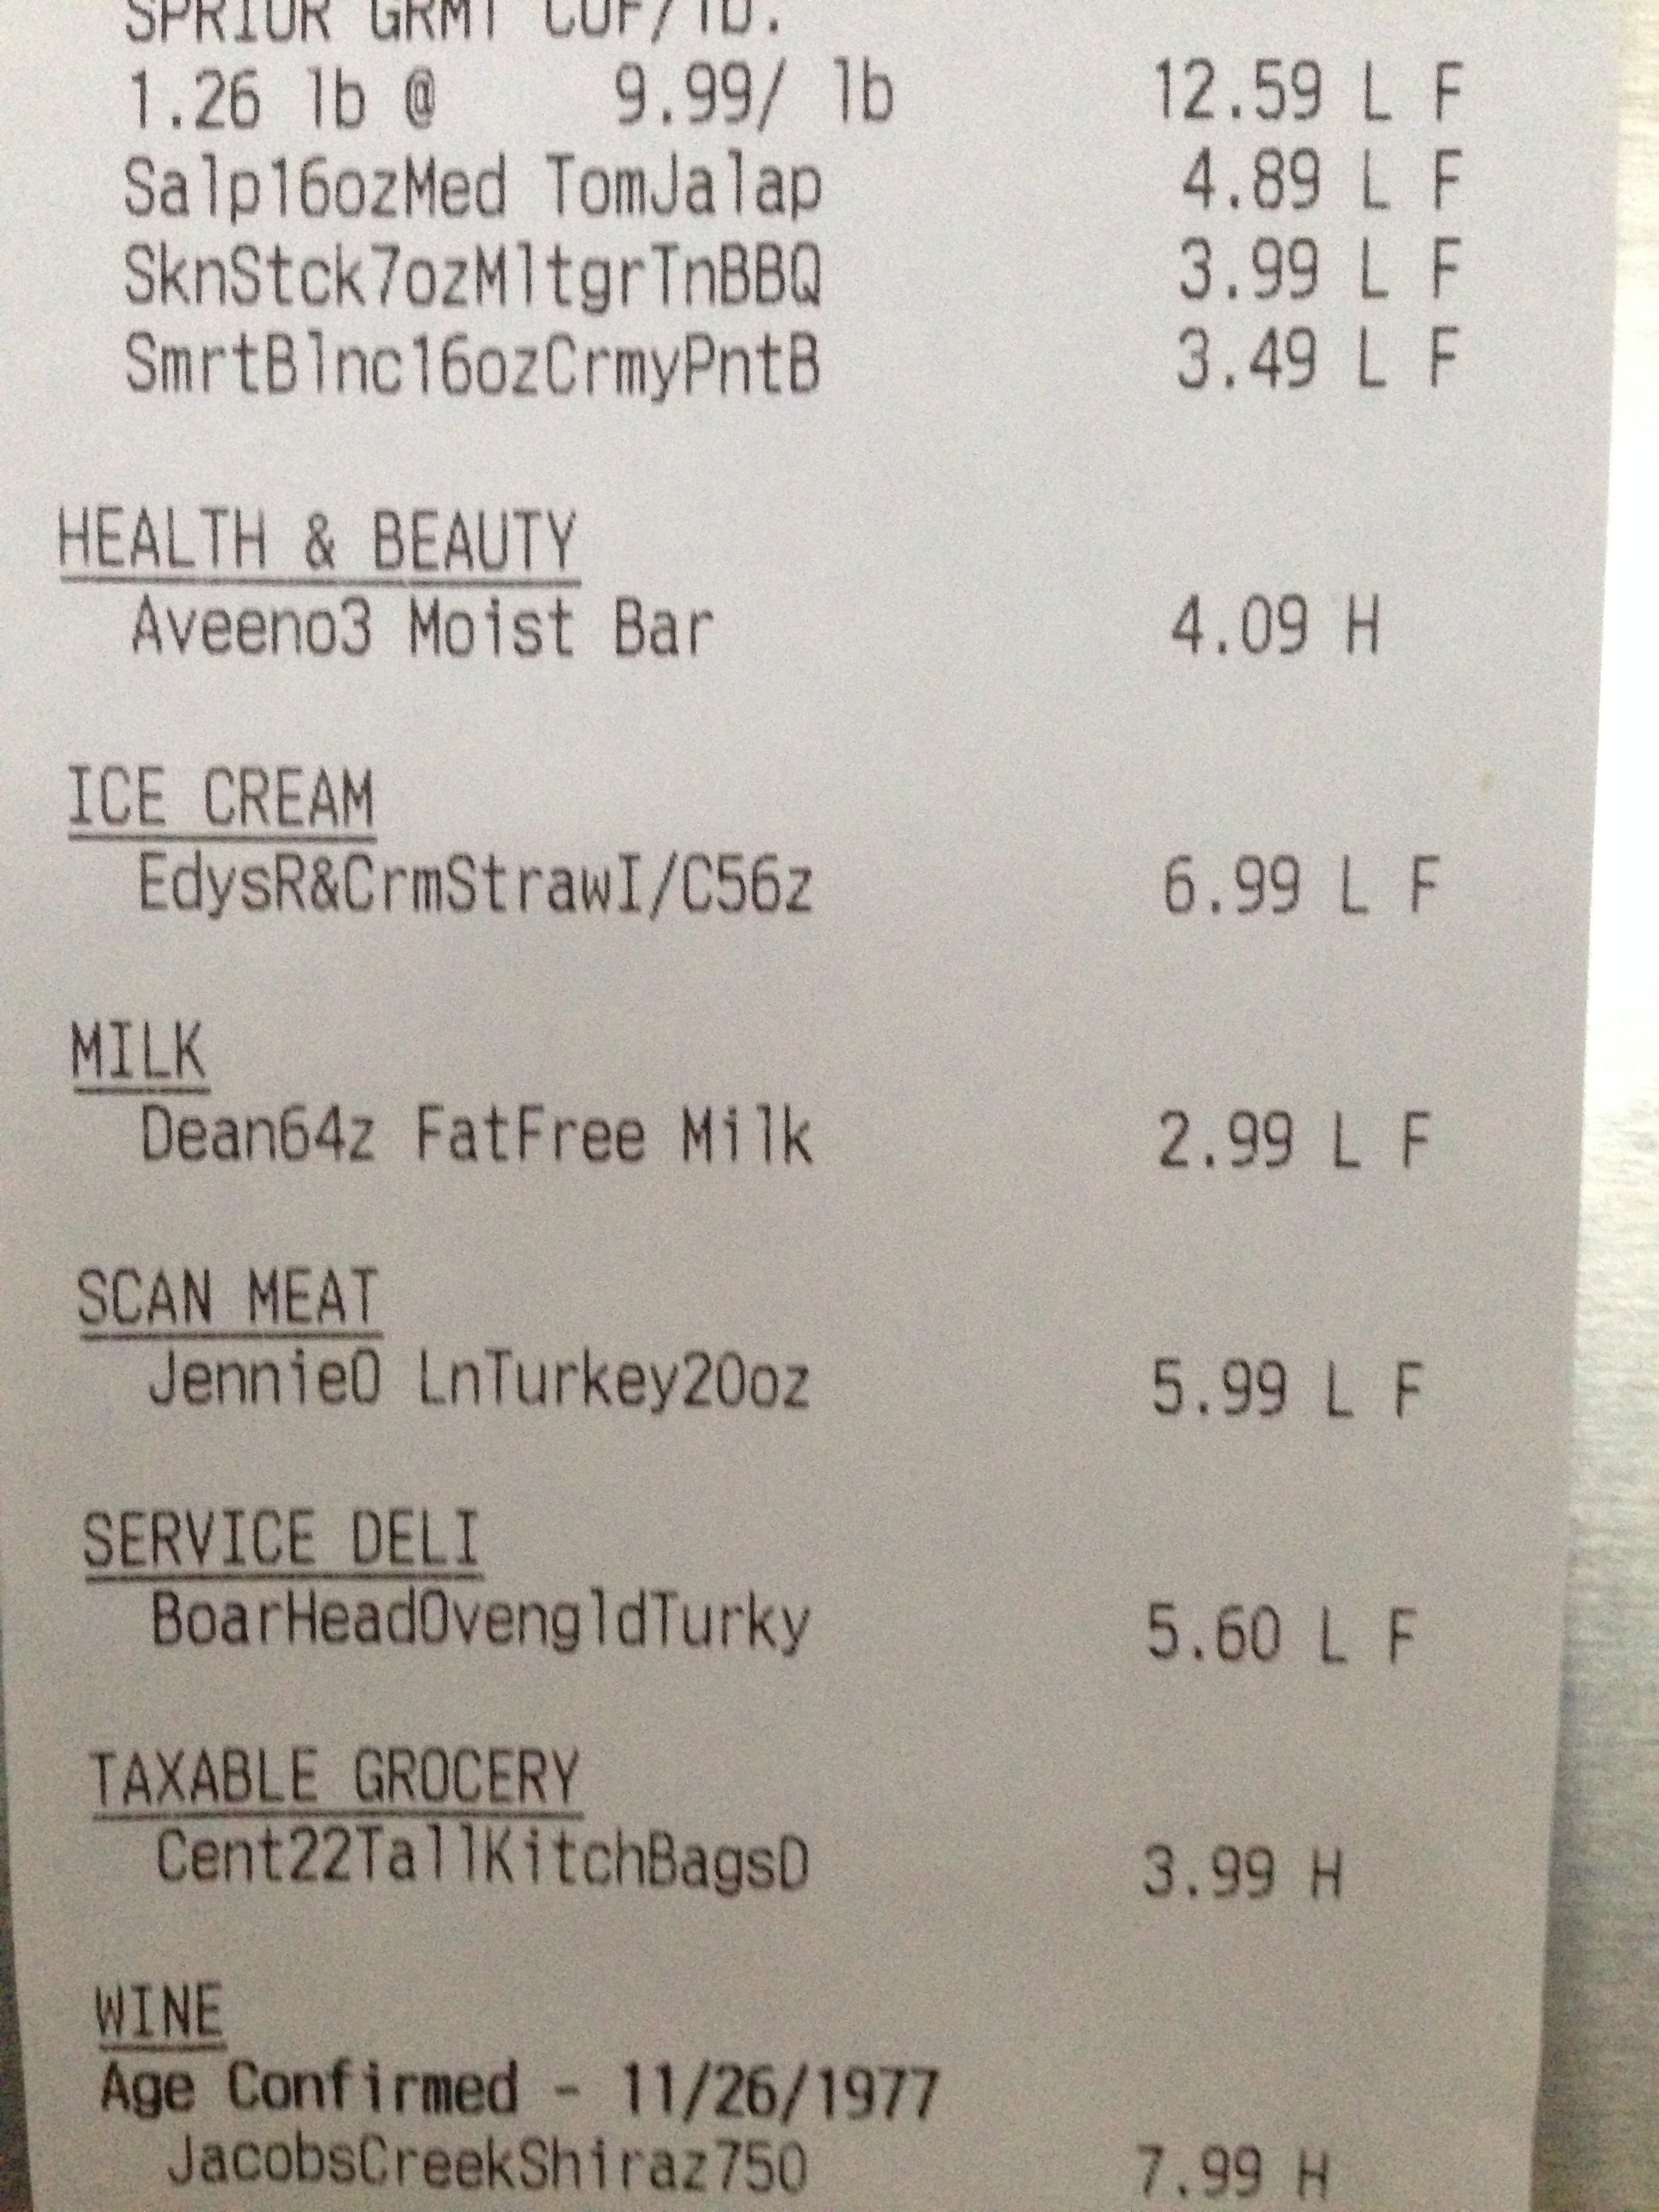 SPRIUR GRMT COF/lb.
1.26 lb @ 9.99/ lb 12.59 L F
Salp16ozMed TomJalap 4.89 L F
SknStck7ozMltgrTnBBQ 3.99 L F
SmrtBlnc16ozCrmyPntB 3.49 L F
HEALTH & BEAUTY
Aveeno3 Moist Bar 4.09 H
ICE CREAM
EdysR&CrmStrawI/C56z 6.99 L F
MILK
Dean64z FatFree Milk 2.99 L F
SCAN MEAT
JennieO LnTurkey20oz 5.99 L F
SERVICE DELI
BoarHeadOvengldTurky 5.60 L F
TAXABLE GROCERY
Cent22TallKitchBagsD 3.99 H
WINE
Age Confirmed - 11/26/1977
JacobsCreekShiraz750 7.99 H